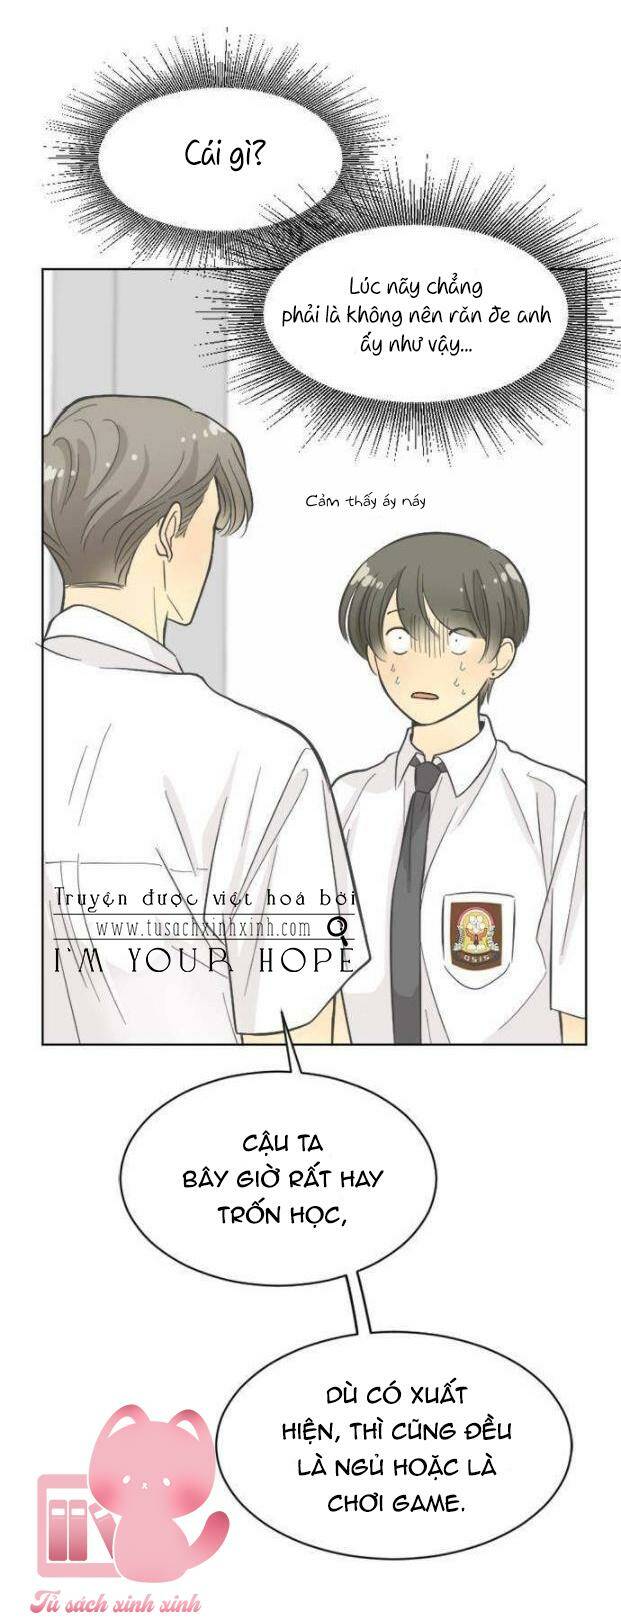 Cái gì?
Lúc nãy chẳng
phải là không nên răn đe anh
ấy như vậy...
Cảm thấy áy náy
Truyện được việt hoá bởi
www.tusachxinhxinh.com
I'M YOUR HOPE
GSIS
CẬU TA
BÂY GIỜ RẤT HAY
TRỐN HỌC,
DÙ CÓ XUẤT
HIỆN, THÌ CŨNG ĐỀU
LÀ NGỦ HOẶC LÀ
CHƠI GAME.
Tủ sách xinh xinh